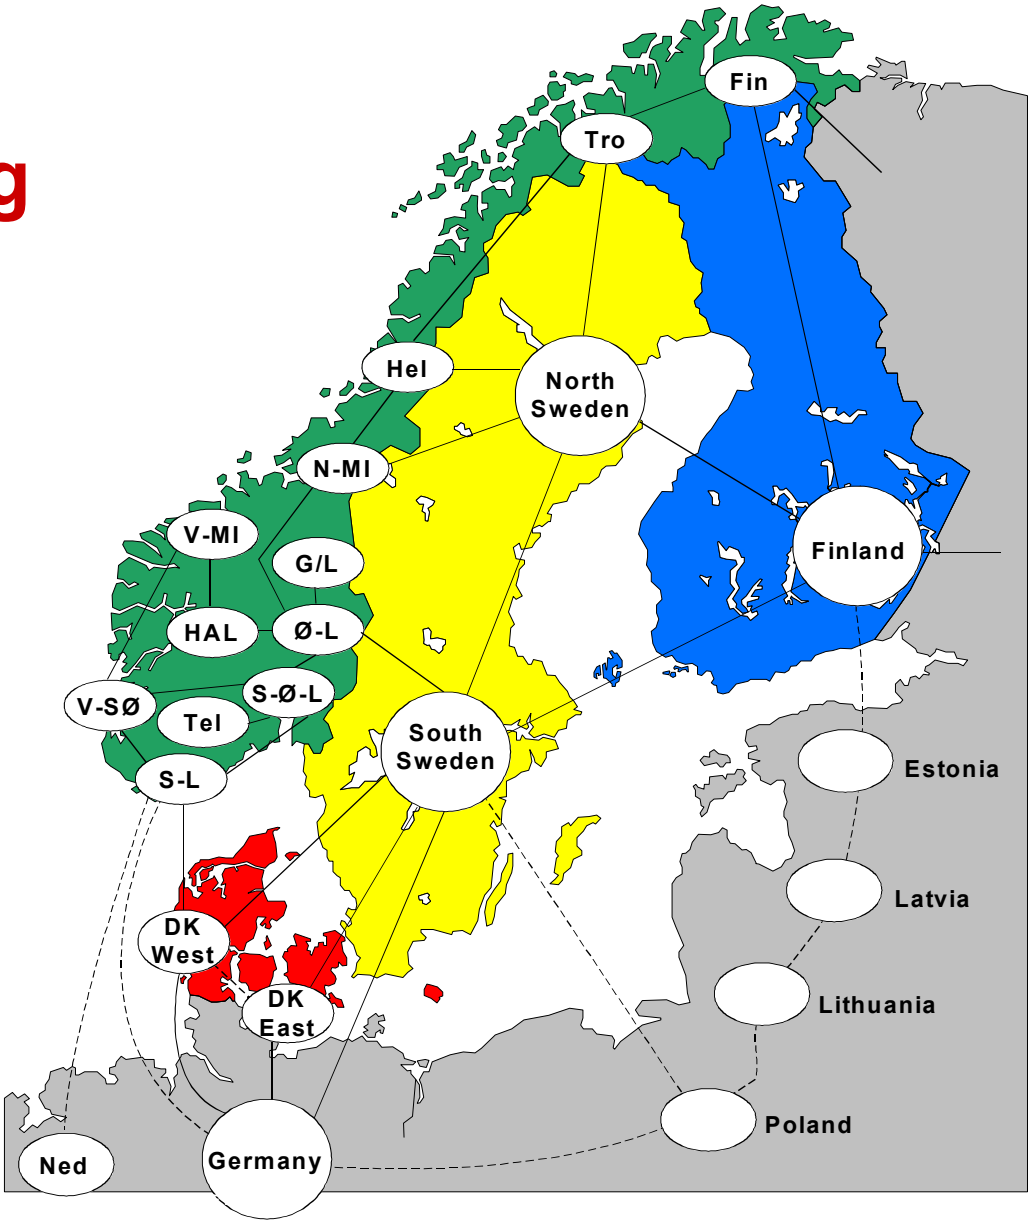 g
Fin
Tro
Hel
North
Sweden
N-MI
V-MI
G/L
Finland
HAL
Ø-L
S-Ø-L
V-SØ
Tel
South
Sweden
S-L
Estonia
Latvia
DK
West
DK
East
Lithuania
Poland
Germany
Ned